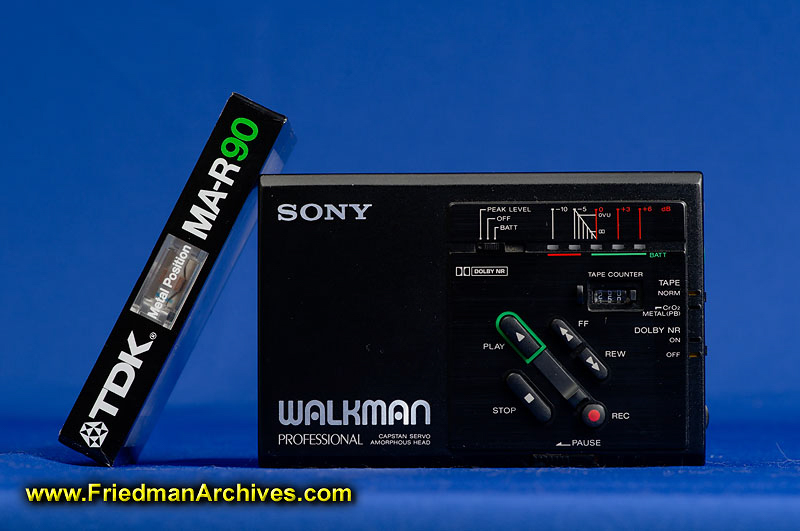 MA-R90
Metal Position
TDK®
SONY
PEAK LEVEL
OFF
BATT
-10 -5 0 +3 +6 dB
OVU
BATT
DOLBY NR
TAPE COUNTER
TAPE
NORM
CrO₂
METAL(PB)
DOLBY NR
ON
OFF
FF
PLAY
REW
STOP
REC
PAUSE
WALKMAN
PROFESSIONAL CAPSTAN SERVO
AMORPHOUS HEAD
www.FriedmanArchives.com